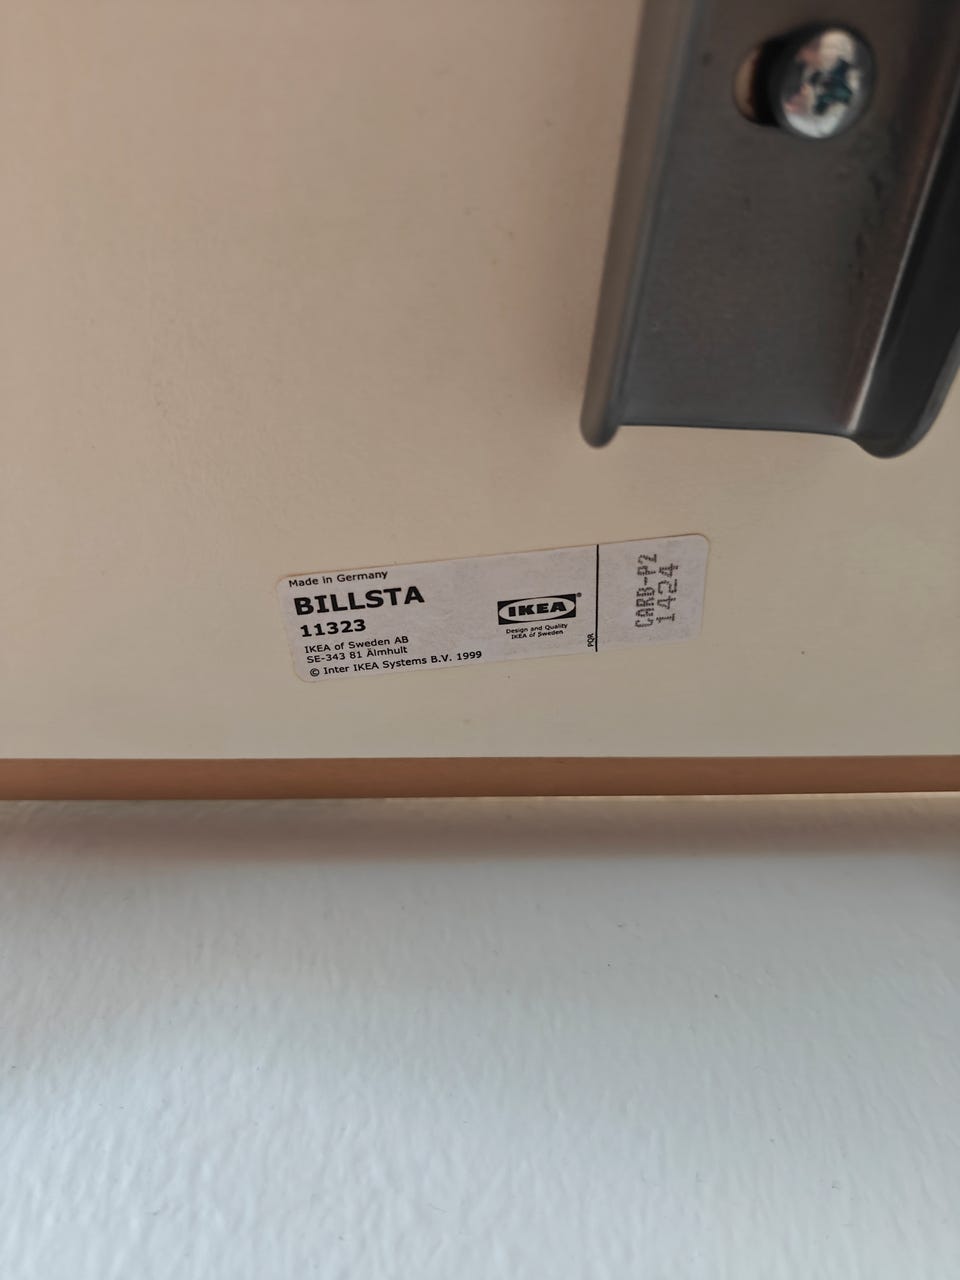 Made in Germany
BILLSTA
11323
IKEA of Sweden AB
SE-343 81 Älmhult
© Inter IKEA Systems B.V. 1999
IKEA®
Design and Quality
IKEA of Sweden
PQR
CARB-P2
1424